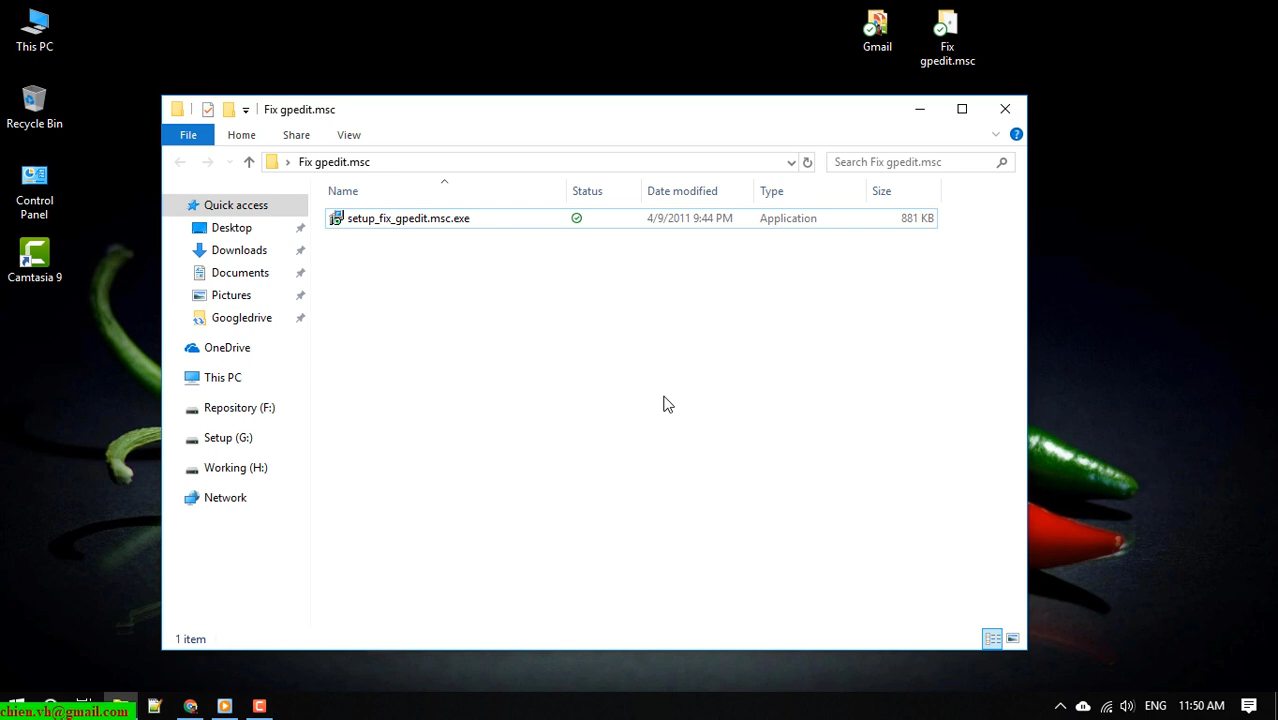 This PC
Recycle Bin
Control
Panel
Camtasia 9
Gmail
Fix
gpedit.msc
Fix gpedit.msc
File
Home
Share
View
Fix gpedit.msc
Search Fix gpedit.msc
Name
Status
Date modified
Type
Size
setup_fix_gpedit.msc.exe
4/9/2011 9:44 PM
Application
881 KB
Quick access
Desktop
Downloads
Documents
Pictures
Googledrive
OneDrive
This PC
Repository (F:)
Setup (G:)
Working (H:)
Network
1 item
chien.vh@gmail.com
ENG
11:50 AM